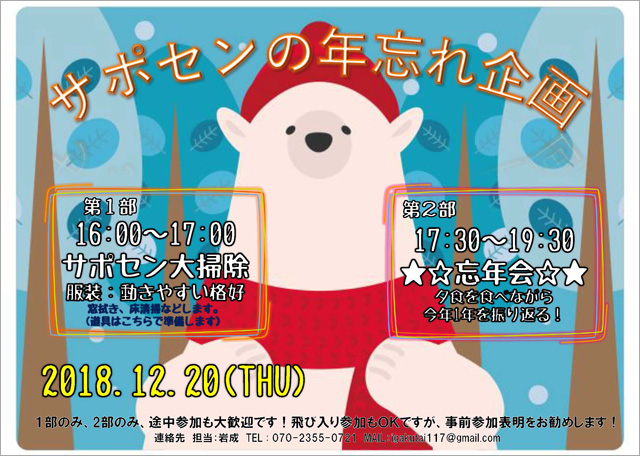 サポセンの年忘れ企画
第1部
16:00～17:00
サポセン大掃除
服装：動きやすい格好
窓拭き、床清掃などします。
（道具はこちらで準備します）
第2部
17:30～19:30
★☆忘年会☆★
夕食を食べながら
今年1年を振り返る！
2018.12.20(THU)
１部のみ、２部のみ、途中参加も大歓迎です！飛び入り参加もOKですが、事前参加表明をお勧めします！
連絡先 担当：岩成 TEL：070-2355-0721 MAIL：igakutai117@gmail.com